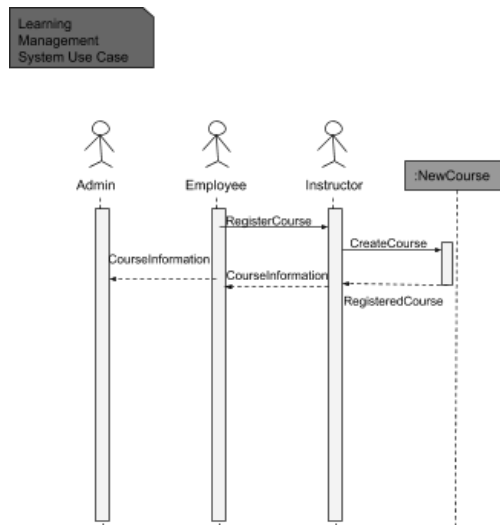 Learning
Management
System Use Case
Admin
Employee
Instructor
:NewCourse
RegisterCourse
CreateCourse
CourseInformation
CourseInformation
RegisteredCourse